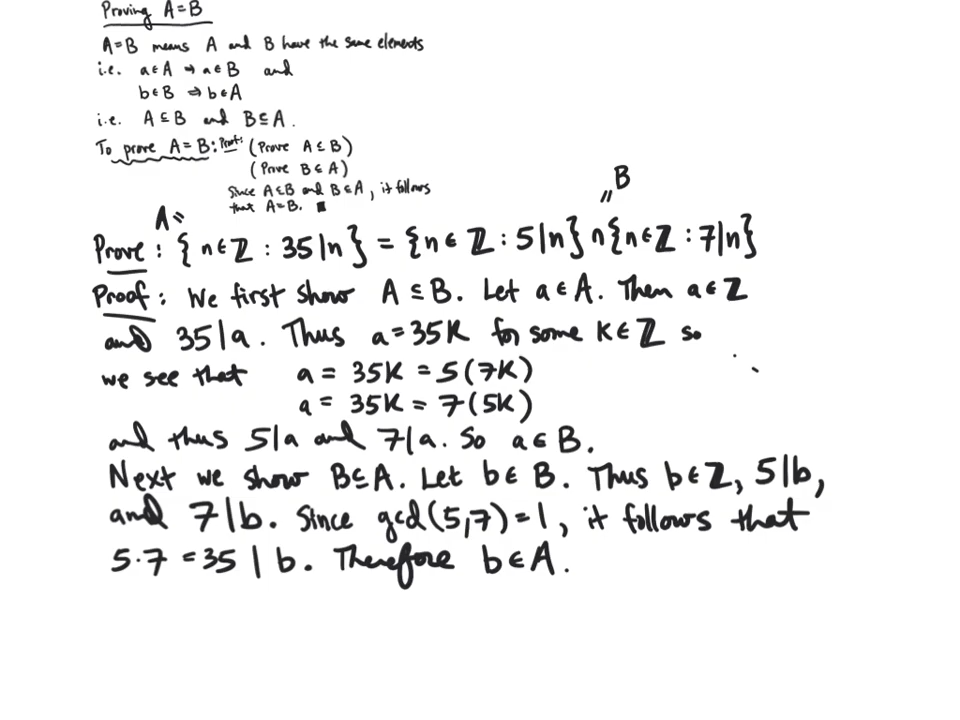 Proving A=B
A=B means A and B have the same elements
i.e. a∈A ⇒ a∈B and
b∈B ⇒ b∈A
i.e. A⊆B and B⊆A.
To prove A=B: Proof: (Prove A⊆B)
(Prove B⊆A)
Since A⊆B and B⊆A, it follows
that A=B. ■
A= =B
Prove: {n∈ℤ : 35|n} = {n∈ℤ : 5|n} ∩ {n∈ℤ : 7|n}
Proof: We first show A⊆B. Let a∈A. Then a∈ℤ
and 35|a. Thus a=35K for some K∈ℤ so
we see that a = 35K = 5(7K)
a = 35K = 7(5K)
and thus 5|a and 7|a. So a∈B.
Next we show B⊆A. Let b∈B. Thus b∈ℤ, 5|b,
and 7|b. Since gcd(5,7)=1, it follows that
5·7 = 35 | b. Therefore b∈A.